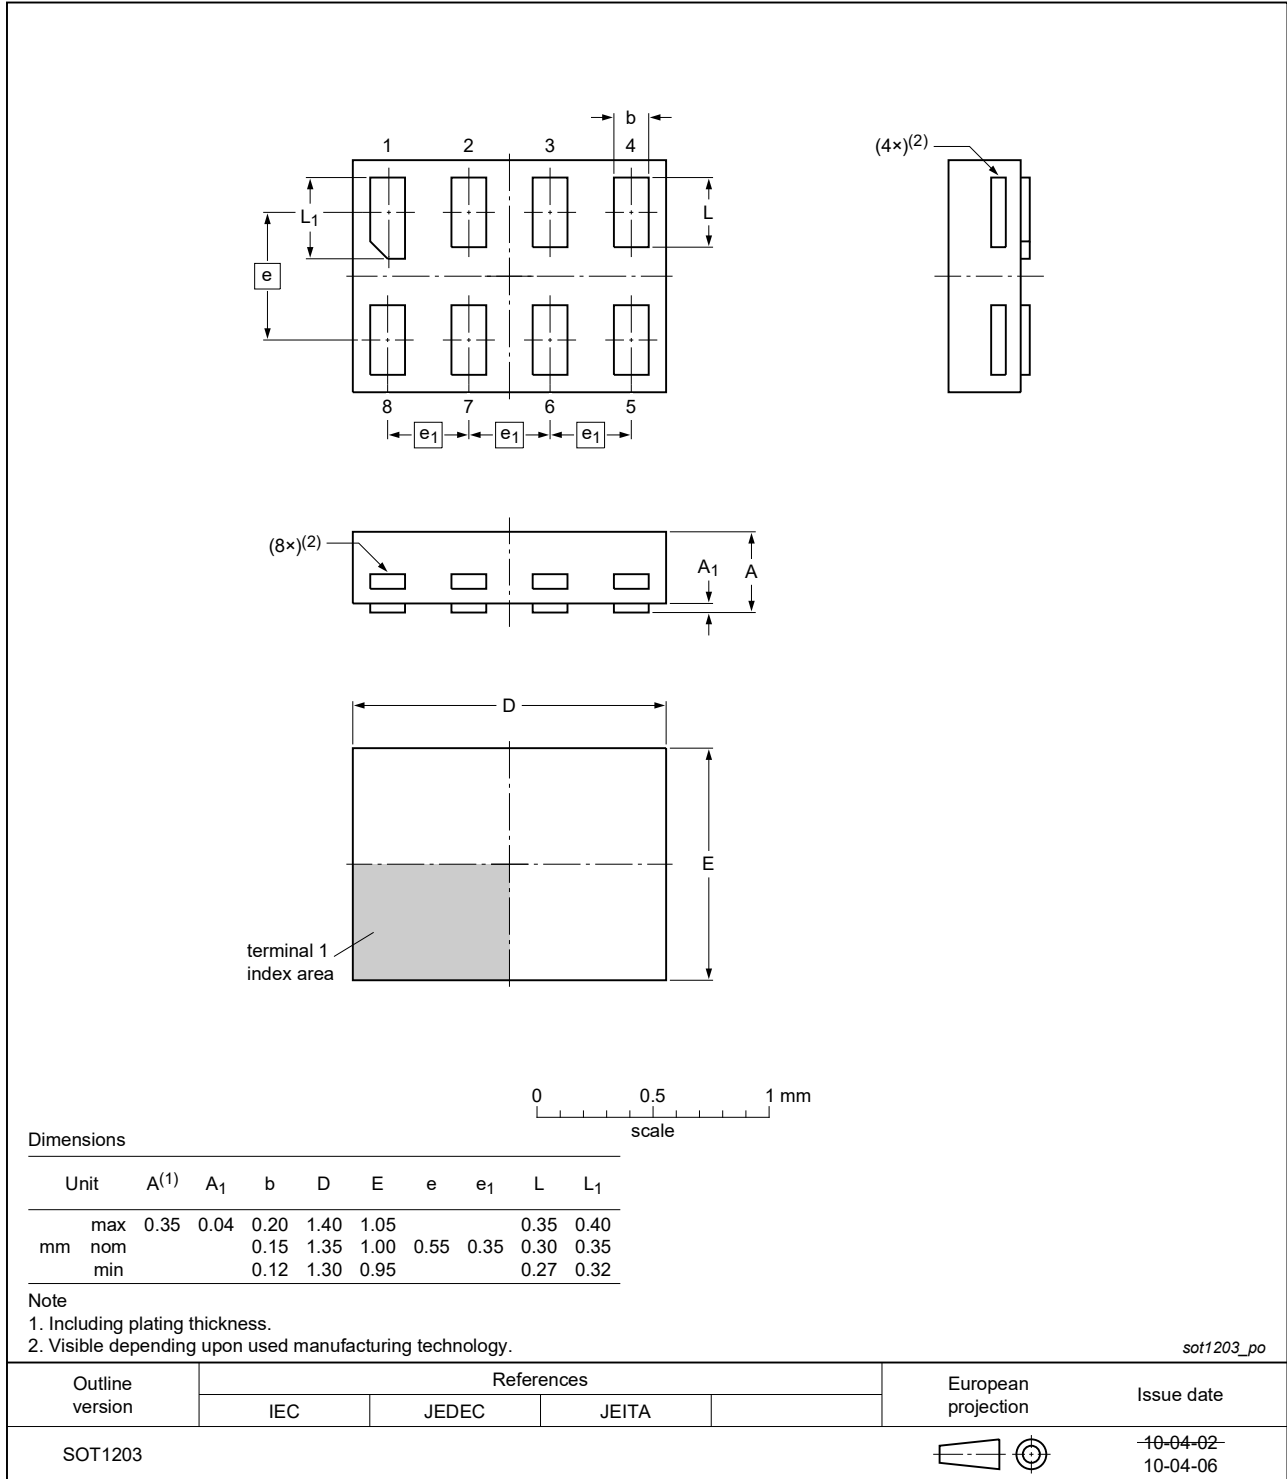 b
1 2 3 4
(4×)(2)
L1
L
e
8 7 6 5
e1 e1 e1
(8×)(2)
A1
A
D
E
terminal 1
index area
0 0.5 1 mm
scale
Dimensions
Unit A(1) A1 b D E e e1 L L1
max 0.35 0.04 0.20 1.40 1.05 0.35 0.40
mm nom 0.15 1.35 1.00 0.55 0.35 0.30 0.35
min 0.12 1.30 0.95 0.27 0.32
Note
1. Including plating thickness.
2. Visible depending upon used manufacturing technology.
sot1203_po
Outline
version
References
IEC JEDEC JEITA
European
projection
Issue date
SOT1203
10-04-02
10-04-06